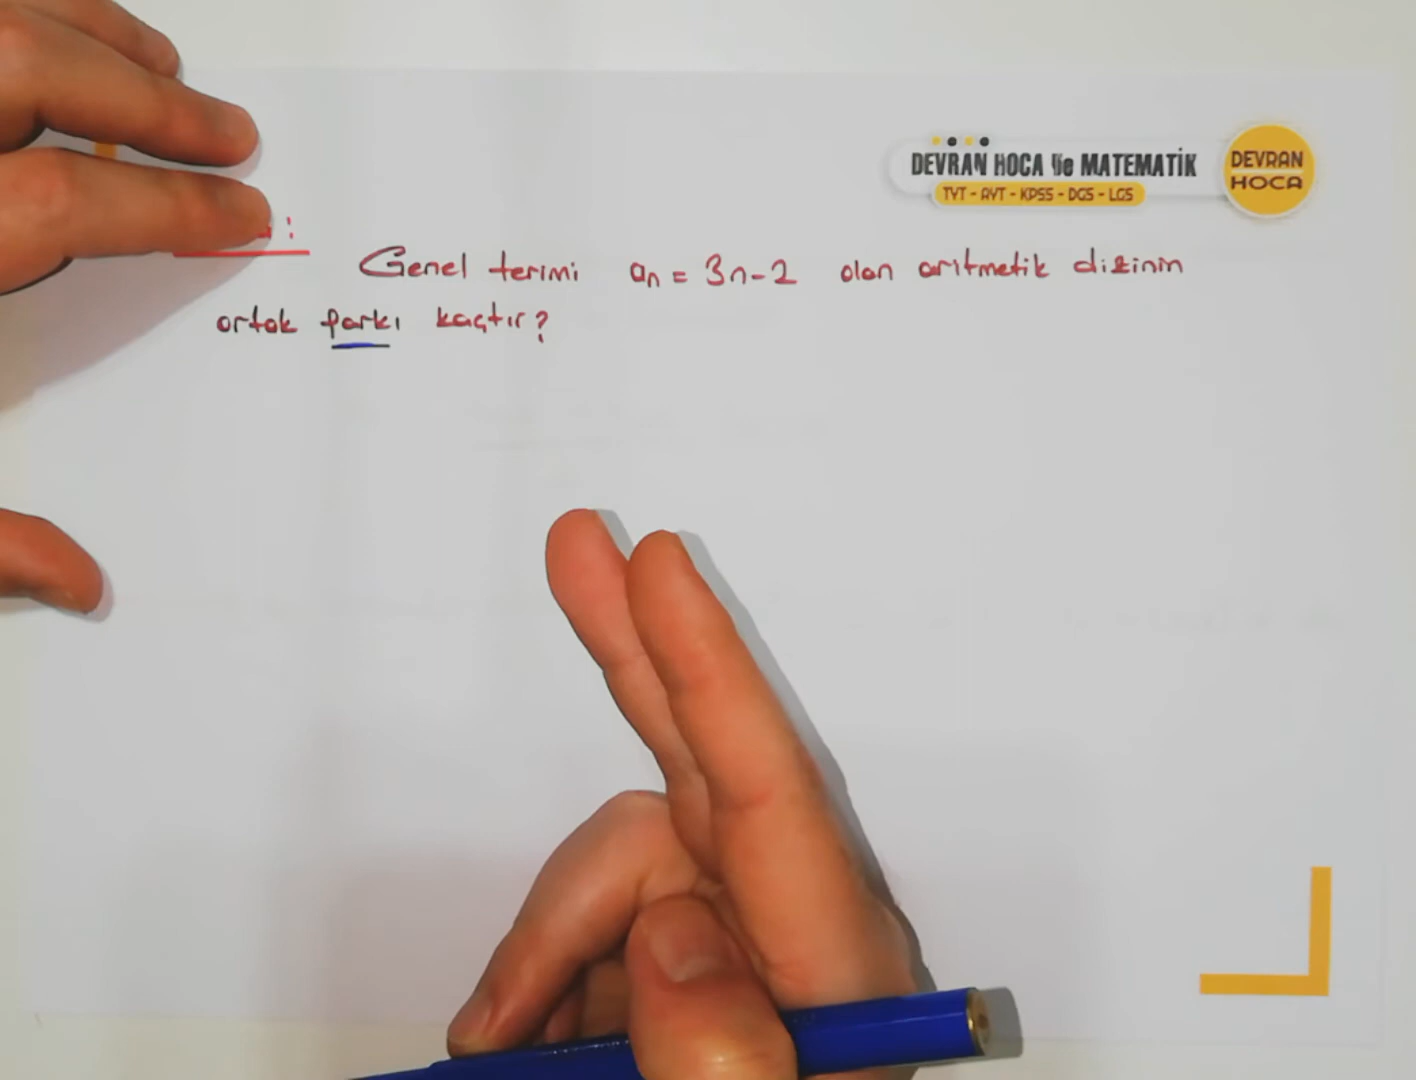 DEVRAN HOCA ile MATEMATİK
TYT - AYT - KPSS - DGS - LGS
DEVRAN
HOCA
Genel terimi aₙ = 3n-2 olan aritmetik dizinin
ortak farkı kaçtır?